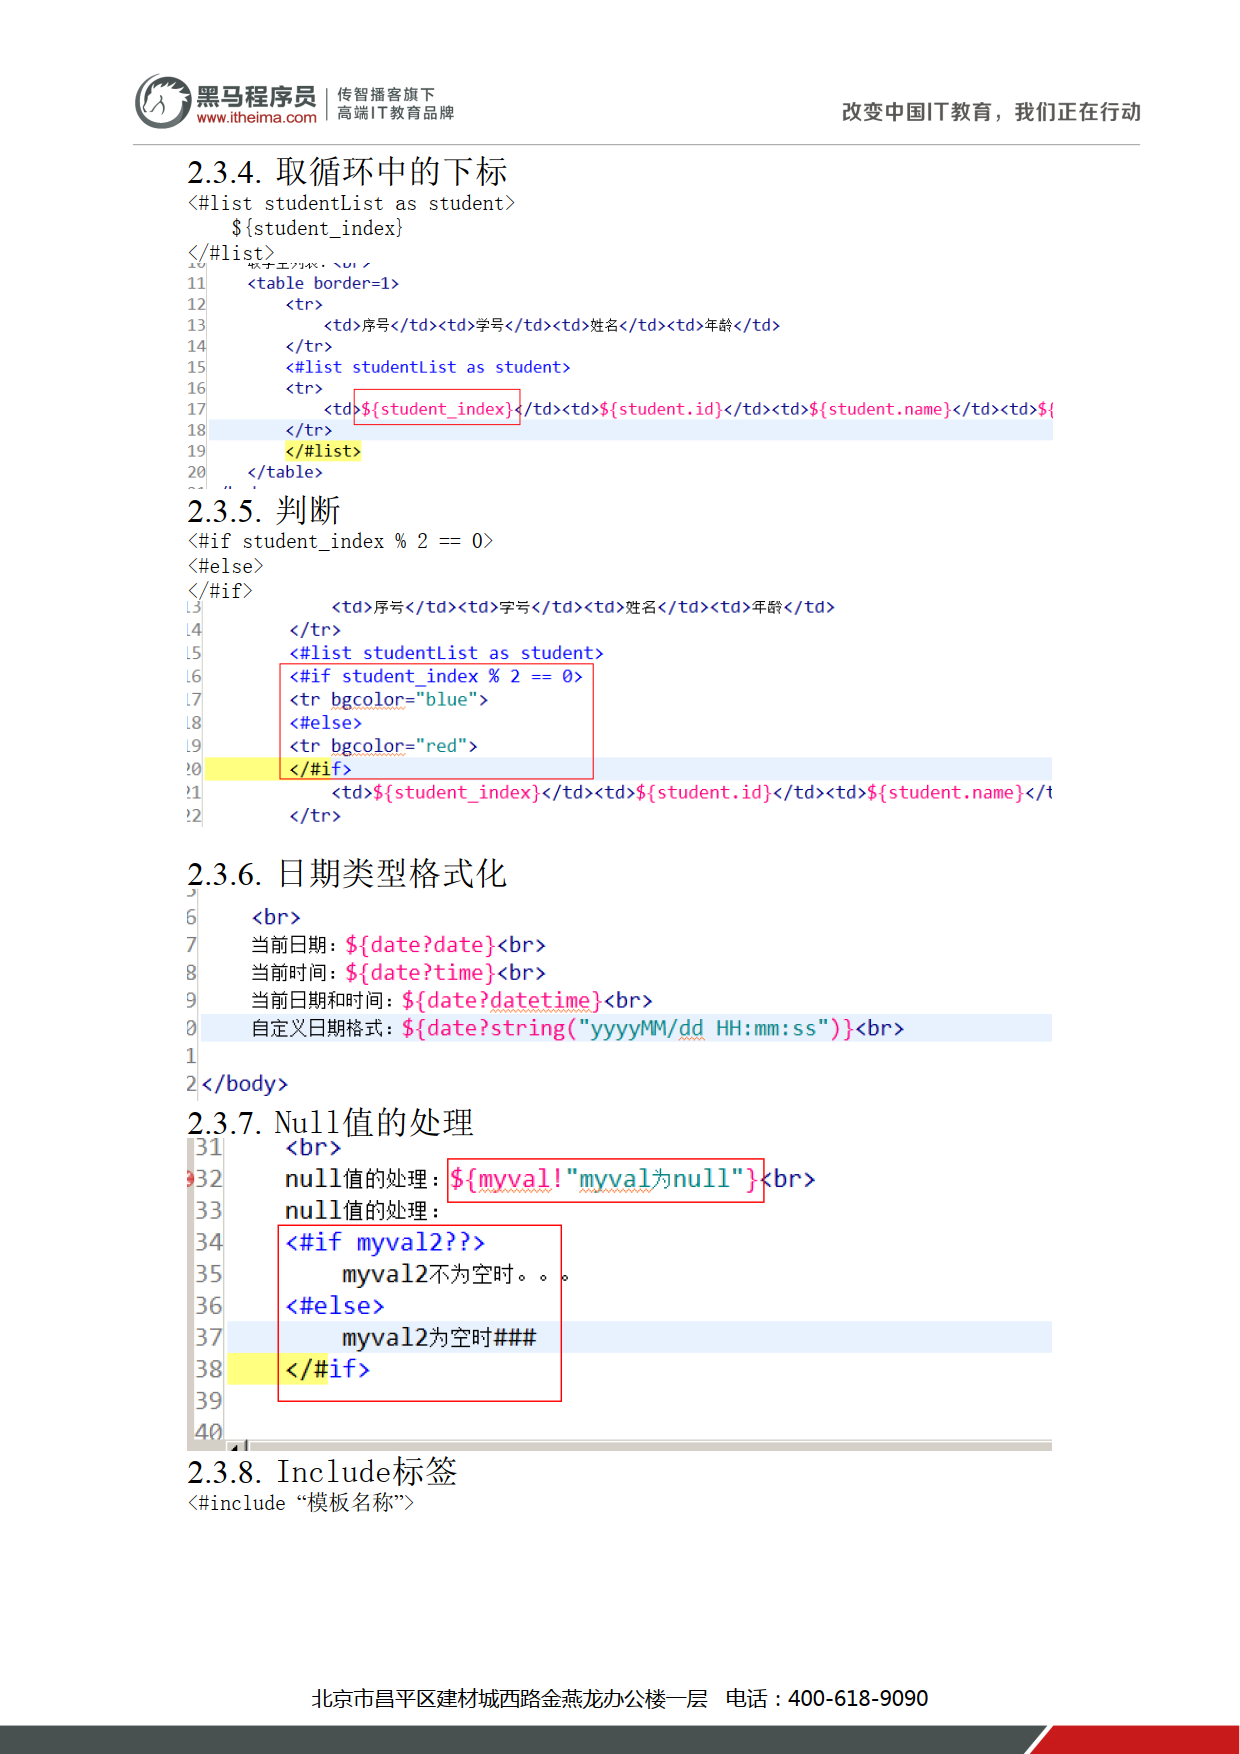 黑马程序员
www.itheima.com
传智播客旗下
高端IT教育品牌
改变中国IT教育，我们正在行动
2.3.4. 取循环中的下标
<#list studentList as student>
${student_index}
</#list>
11 <table border=1>
12 <tr>
13 <td>序号</td><td>学号</td><td>姓名</td><td>年龄</td>
14 </tr>
15 <#list studentList as student>
16 <tr>
17 <td>${student_index}</td><td>${student.id}</td><td>${student.name}</td><td>${
18 </tr>
19 </#list>
20 </table>
2.3.5. 判断
<#if student_index % 2 == 0>
<#else>
</#if>
13 <td>序号</td><td>学号</td><td>姓名</td><td>年龄</td>
14 </tr>
15 <#list studentList as student>
16 <#if student_index % 2 == 0>
17 <tr bgcolor="blue">
18 <#else>
19 <tr bgcolor="red">
20 </#if>
21 <td>${student_index}</td><td>${student.id}</td><td>${student.name}</t
22 </tr>
2.3.6. 日期类型格式化
6 <br>
7 当前日期：${date?date}<br>
8 当前时间：${date?time}<br>
9 当前日期和时间：${date?datetime}<br>
0 自定义日期格式：${date?string("yyyyMM/dd HH:mm:ss")}<br>
1
2 </body>
2.3.7. Null值的处理
31 <br>
32 null值的处理：${myval!"myval为null"}<br>
33 null值的处理：
34 <#if myval2??>
35 myval2不为空时。。。
36 <#else>
37 myval2为空时###
38 </#if>
39
40
2.3.8. Include标签
<#include “模板名称”>
北京市昌平区建材城西路金燕龙办公楼一层 电话：400-618-9090